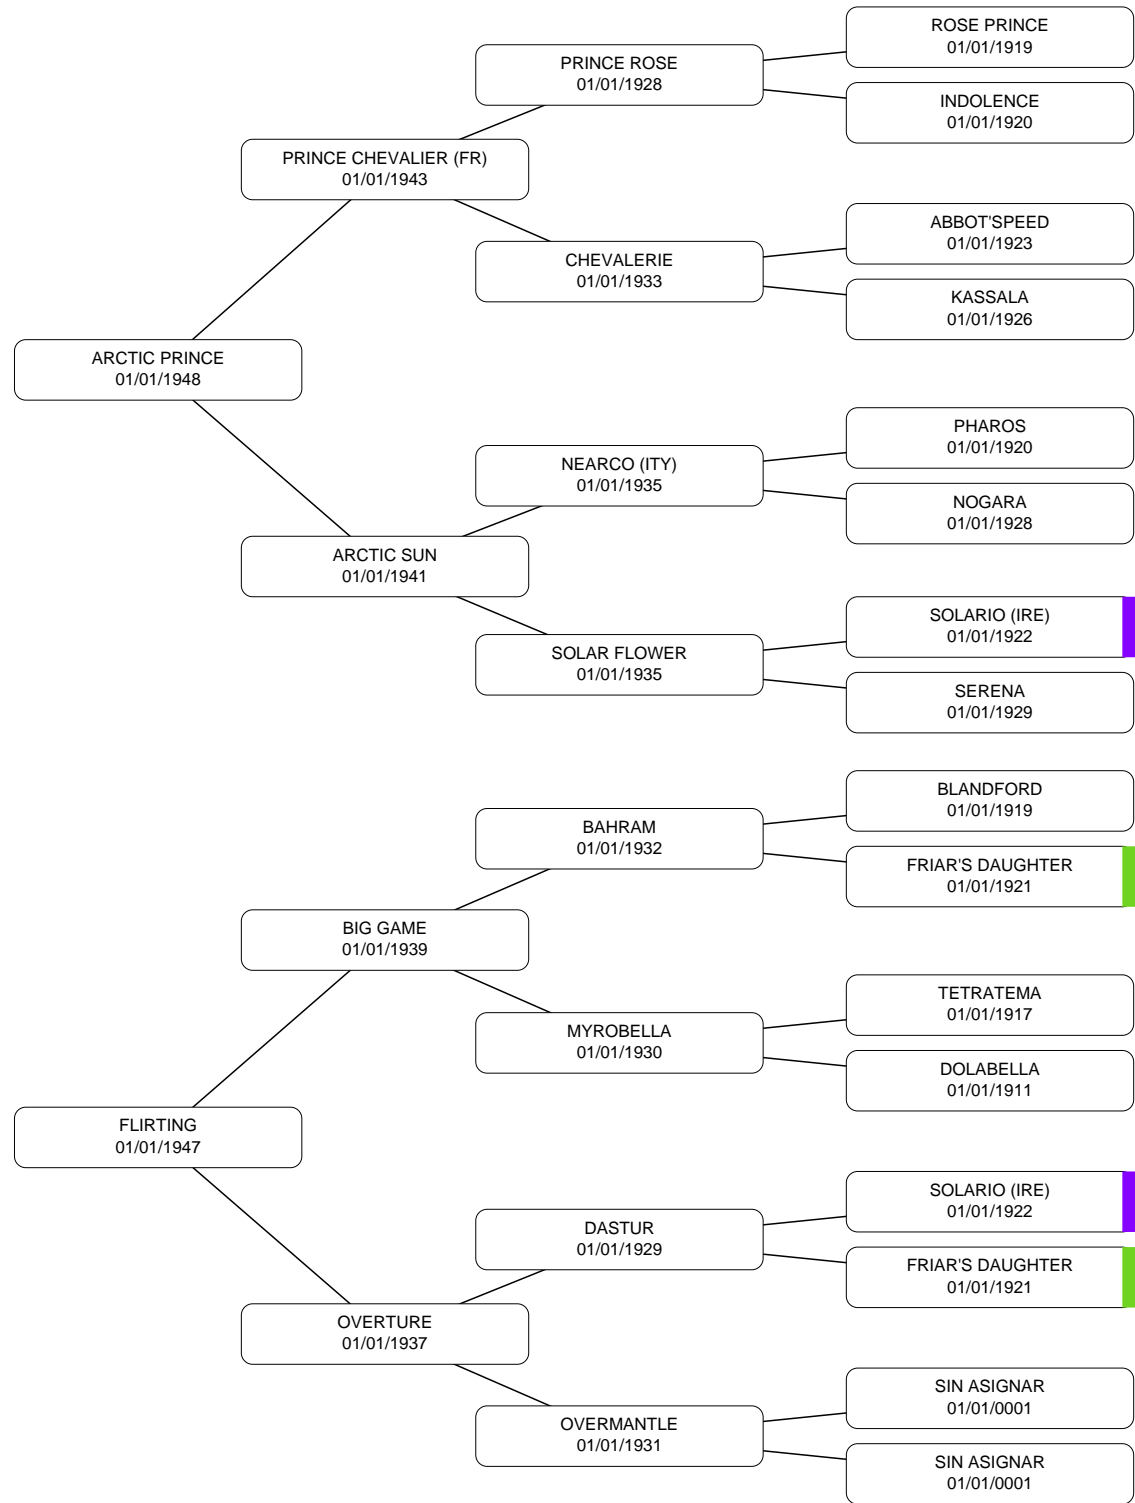 ROSE PRINCE
01/01/1919
PRINCE ROSE
01/01/1928
INDOLENCE
01/01/1920
PRINCE CHEVALIER (FR)
01/01/1943
ABBOT'SPEED
01/01/1923
CHEVALERIE
01/01/1933
KASSALA
01/01/1926
ARCTIC PRINCE
01/01/1948
PHAROS
01/01/1920
NEARCO (ITY)
01/01/1935
NOGARA
01/01/1928
ARCTIC SUN
01/01/1941
SOLARIO (IRE)
01/01/1922
SOLAR FLOWER
01/01/1935
SERENA
01/01/1929
BLANDFORD
01/01/1919
BAHRAM
01/01/1932
FRIAR'S DAUGHTER
01/01/1921
BIG GAME
01/01/1939
TETRATEMA
01/01/1917
MYROBELLA
01/01/1930
DOLABELLA
01/01/1911
FLIRTING
01/01/1947
SOLARIO (IRE)
01/01/1922
DASTUR
01/01/1929
FRIAR'S DAUGHTER
01/01/1921
OVERTURE
01/01/1937
SIN ASIGNAR
01/01/0001
OVERMANTLE
01/01/1931
SIN ASIGNAR
01/01/0001